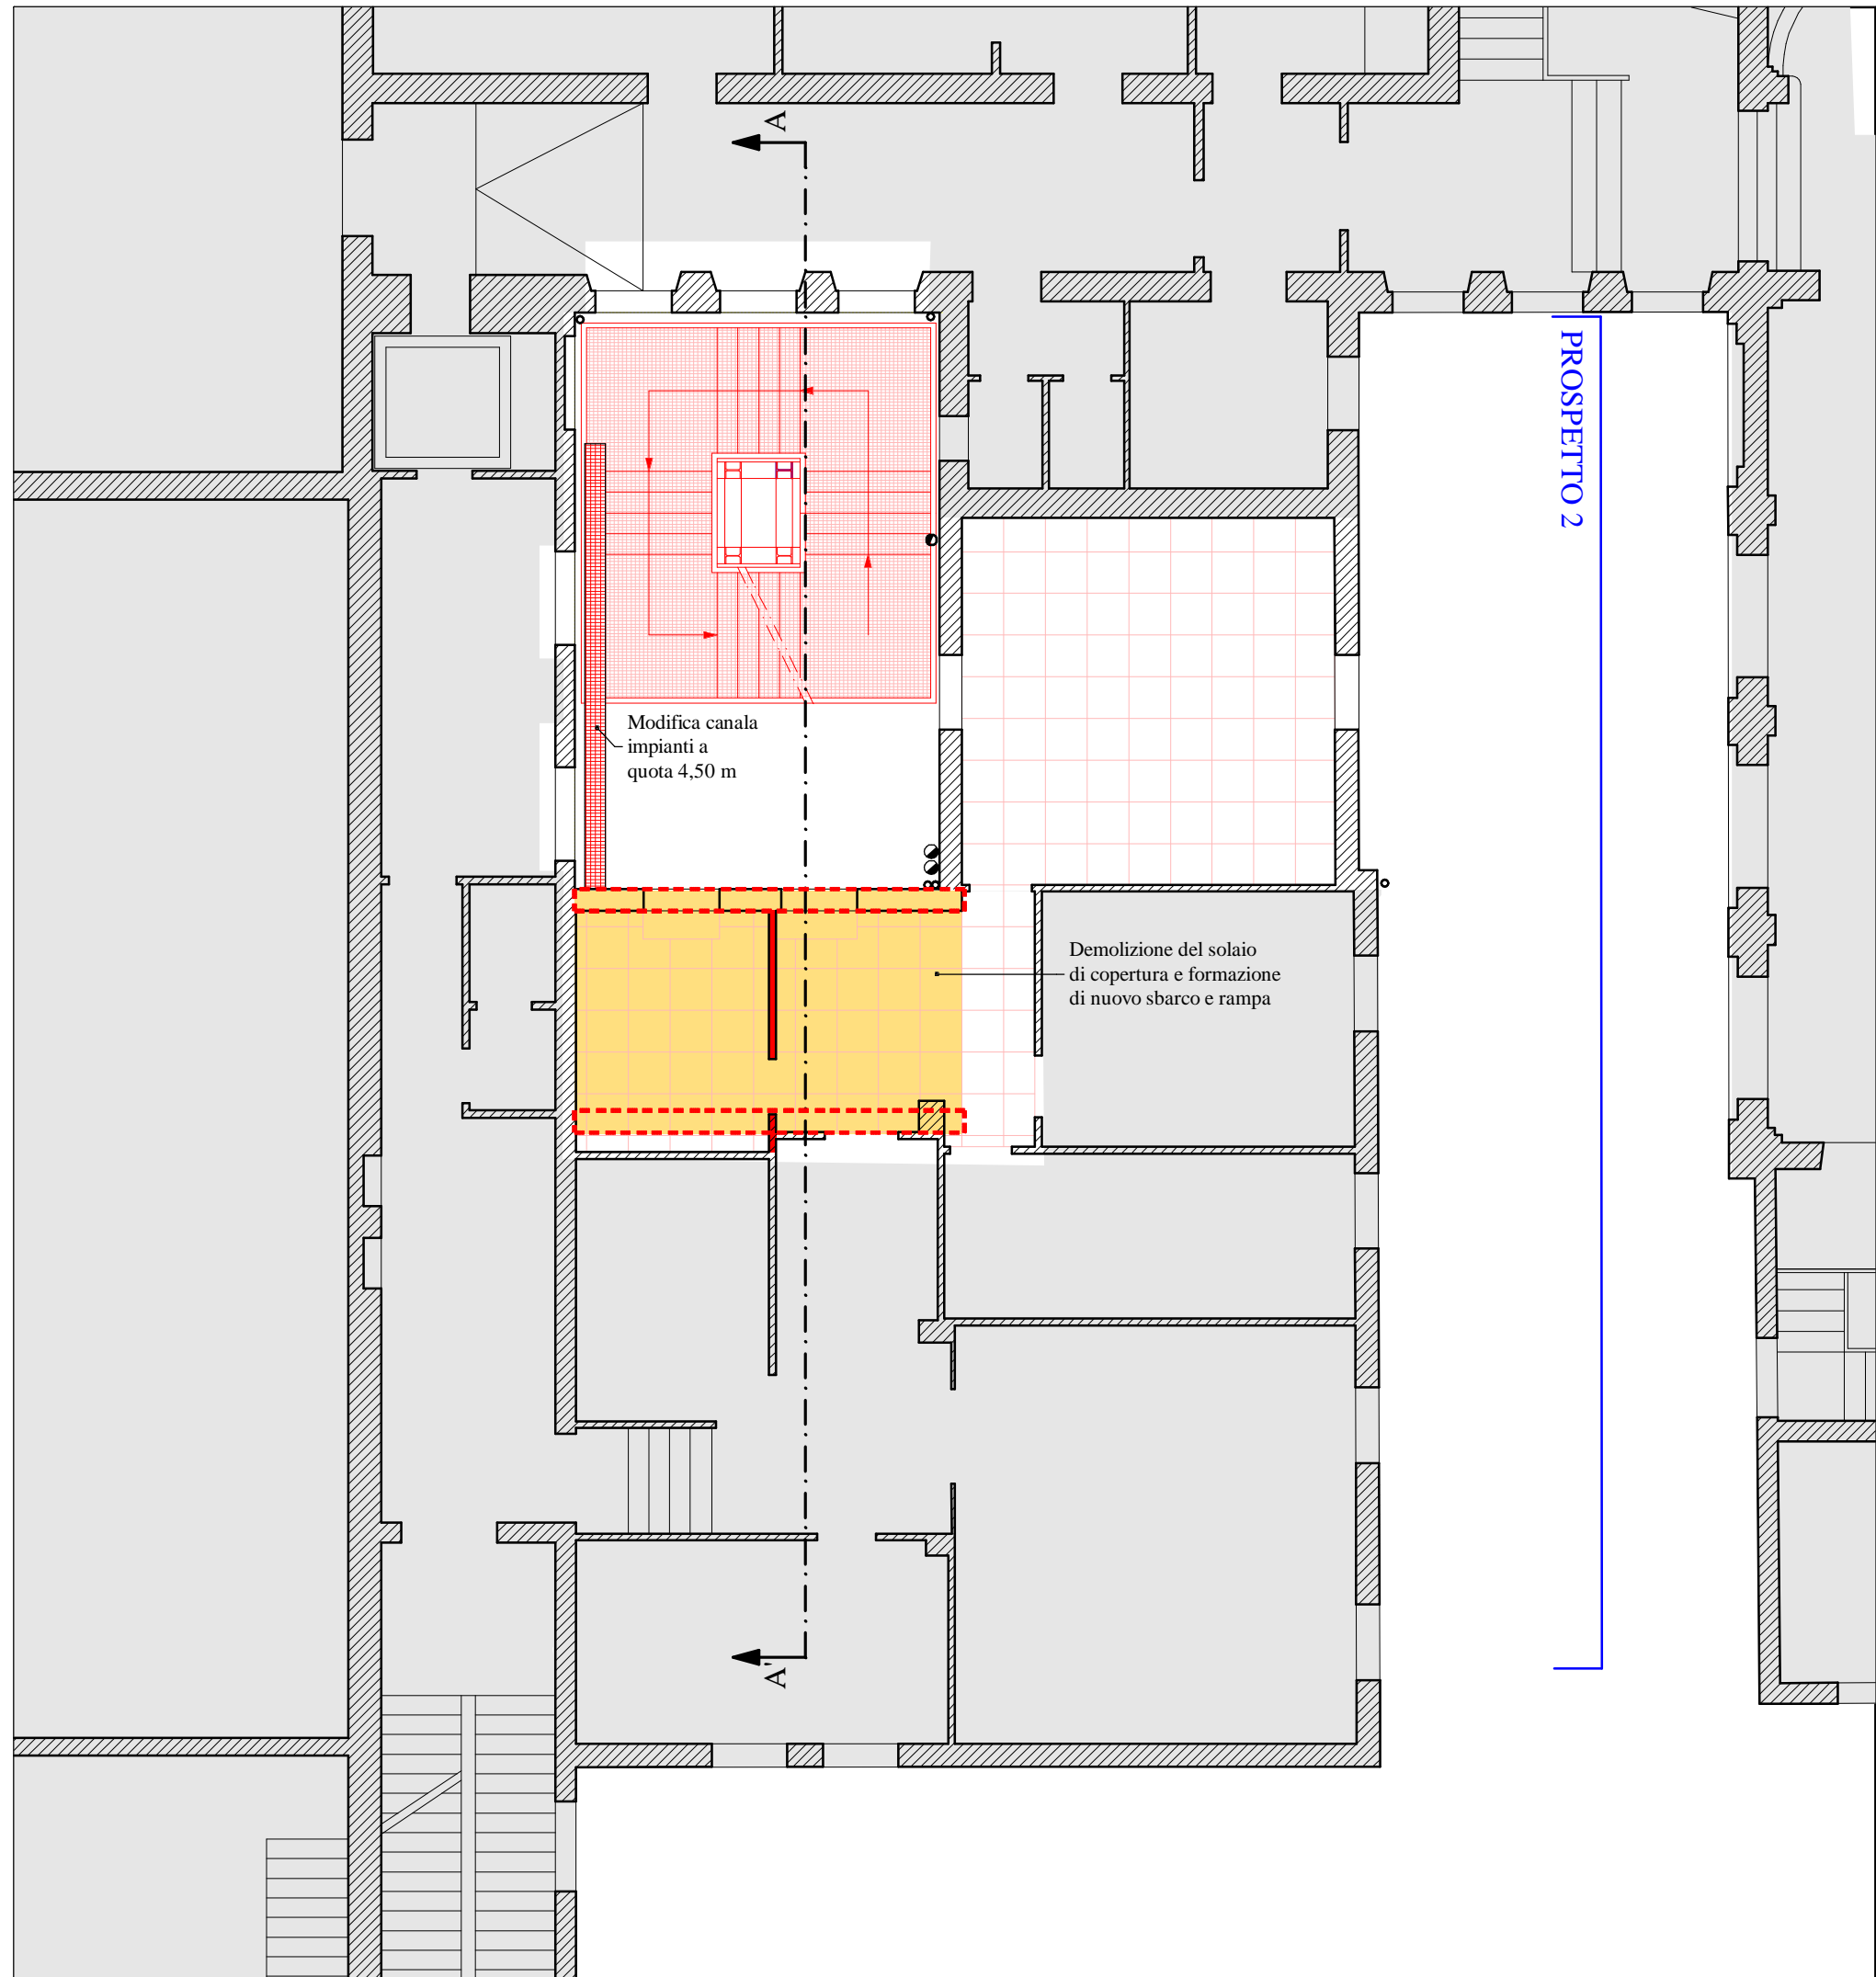 A
PROSPETTO 2
Modifica canala
impianti a
quota 4,50 m
Demolizione del solaio
di copertura e formazione
di nuovo sbarco e rampa
A'